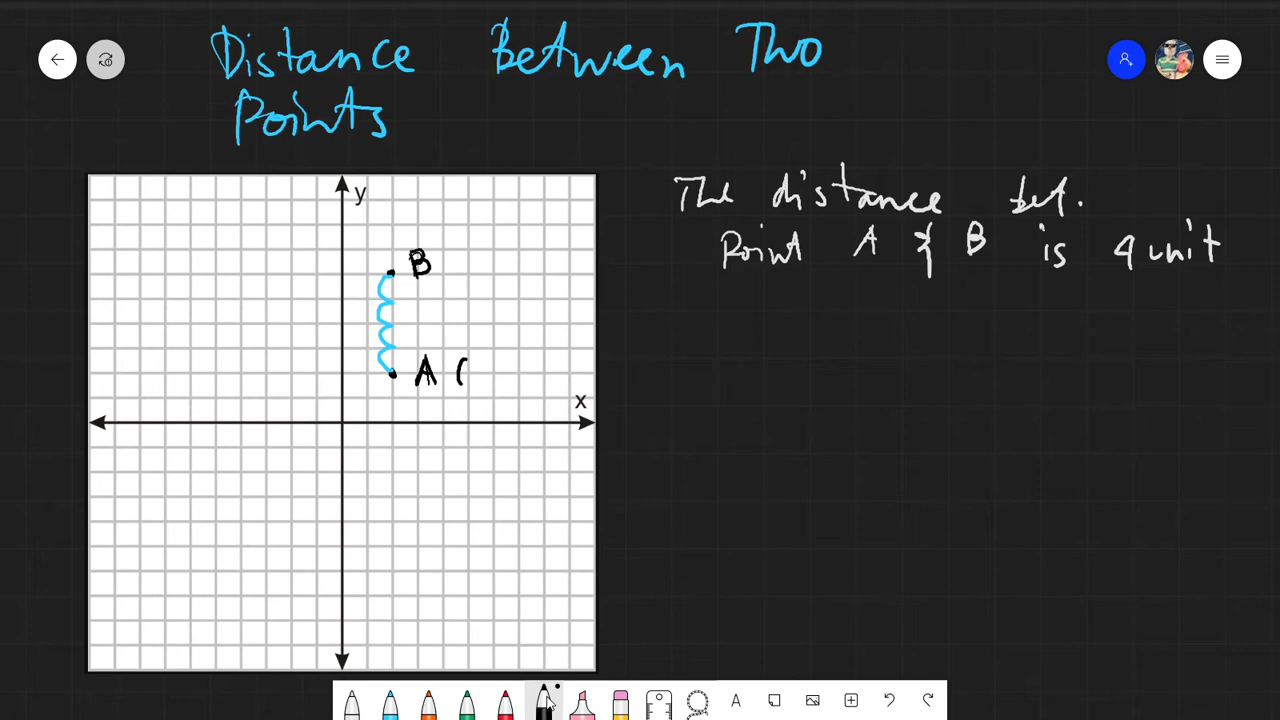 Distance Between Two
Points
y
The distance bet.
Point A & B is 4 unit
B
A (
x
A